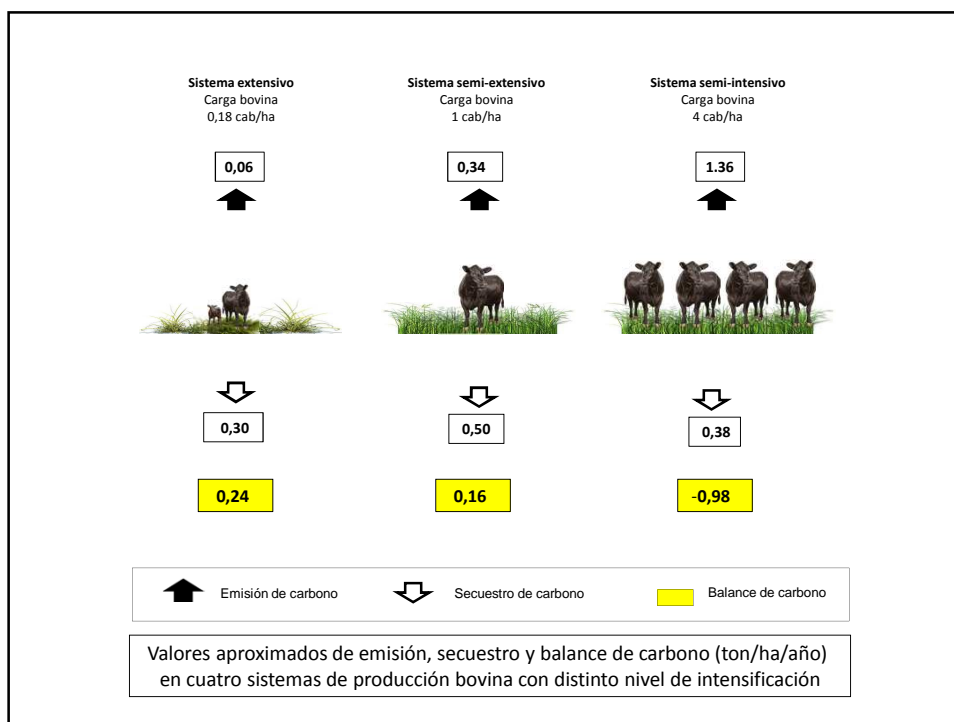 Sistema extensivo
Carga bovina
0,18 cab/ha
Sistema semi-extensivo
Carga bovina
1 cab/ha
Sistema semi-intensivo
Carga bovina
4 cab/ha
0,06
0,34
1.36
0,30
0,50
0,38
0,24
0,16
-0,98
Emisión de carbono
Secuestro de carbono
Balance de carbono
Valores aproximados de emisión, secuestro y balance de carbono (ton/ha/año)
en cuatro sistemas de producción bovina con distinto nivel de intensificación